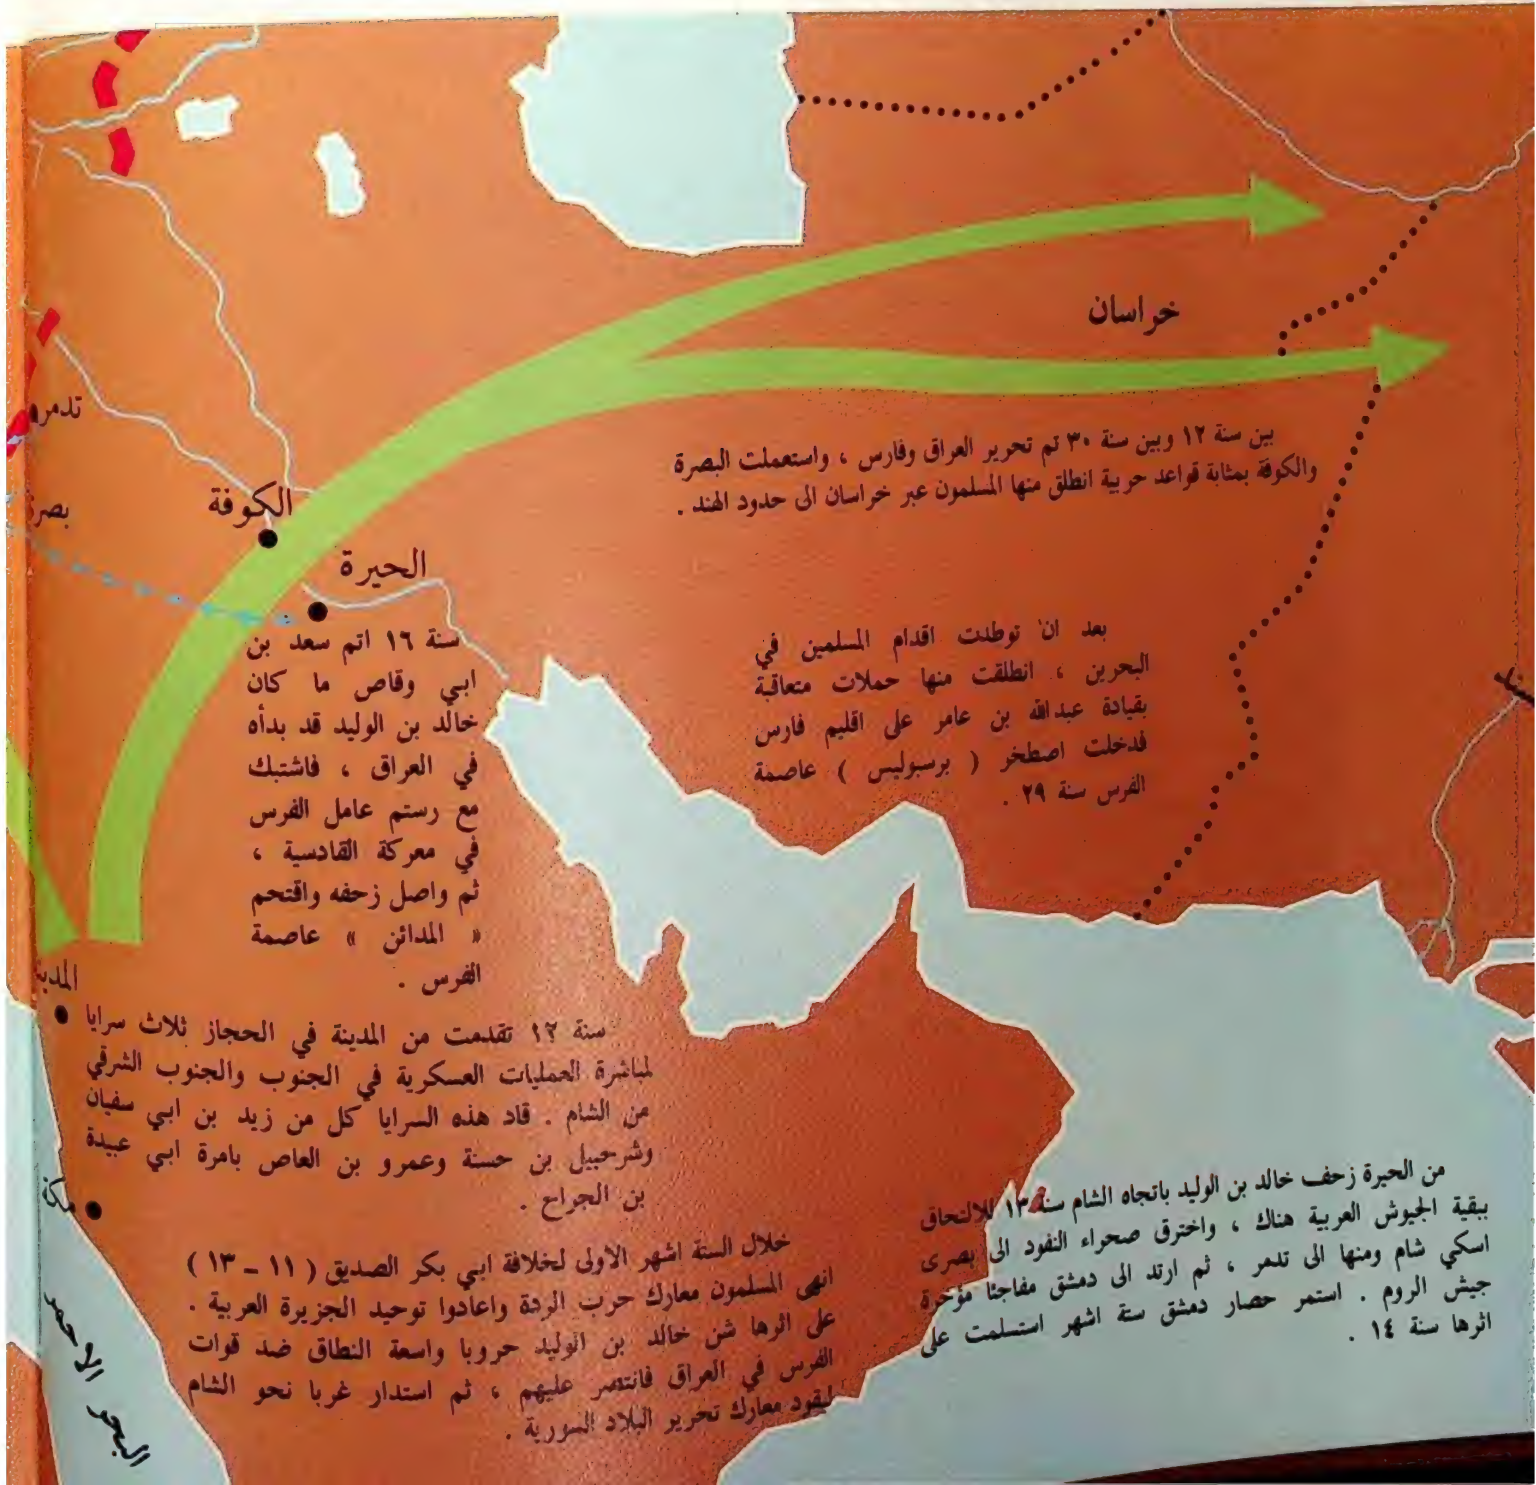 خراسان
تدمر
بين سنة ١٢ وبين سنة ٣٠ تم تحرير العراق وفارس ، واستعملت البصرة
والكوفة بمثابة قواعد حربية انطلق منها المسلمون عبر خراسان الى حدود الهند .
الكوفة
بصر
الحيرة
بعد ان توطدت اقدام المسلمين في
البحرين ، انطلقت منها حملات متعاقبة
بقيادة عبدالله بن عامر على اقليم فارس
فدخلت اصطخر ( برسبوليس ) عاصمة
الفرس سنة ٢٩ .
سنة ١٦ اتم سعد بن
ابي وقاص ما كان
خالد بن الوليد قد بدأه
في العراق ، فاشتبك
مع رستم عامل الفرس
في معركة القادسية ،
ثم واصل زحفه واقتحم
« المدائن » عاصمة
الفرس .
المدين
سنة ١٢ تقدمت من المدينة في الحجاز ثلاث سرايا
لمباشرة العمليات العسكرية في الجنوب والجنوب الشرقي
من الشام . قاد هذه السرايا كل من زيد بن ابي سفيان
وشرحبيل بن حسنة وعمرو بن العاص بامرة ابي عبيدة
بن الجراح .
مكة
من الحيرة زحف خالد بن الوليد باتجاه الشام سنة ١٣ للالتحاق
ببقية الجيوش العربية هناك ، واخترق صحراء النفود الى بصرى
اسكي شام ومنها الى تدمر ، ثم ارتد الى دمشق مفاجئا مؤخرة
جيش الروم . استمر حصار دمشق ستة اشهر استسلمت على
اثرها سنة ١٤ .
خلال الستة اشهر الاولى لخلافة ابي بكر الصديق ( ١١ – ١٣ )
انهى المسلمون معارك حرب الردة واعادوا توحيد الجزيرة العربية .
على اثرها شن خالد بن الوليد حروبا واسعة النطاق ضد قوات
الفرس في العراق فانتصر عليهم ، ثم استدار غربا نحو الشام
ليقود معارك تحرير البلاد السورية .
البحر الاحمر